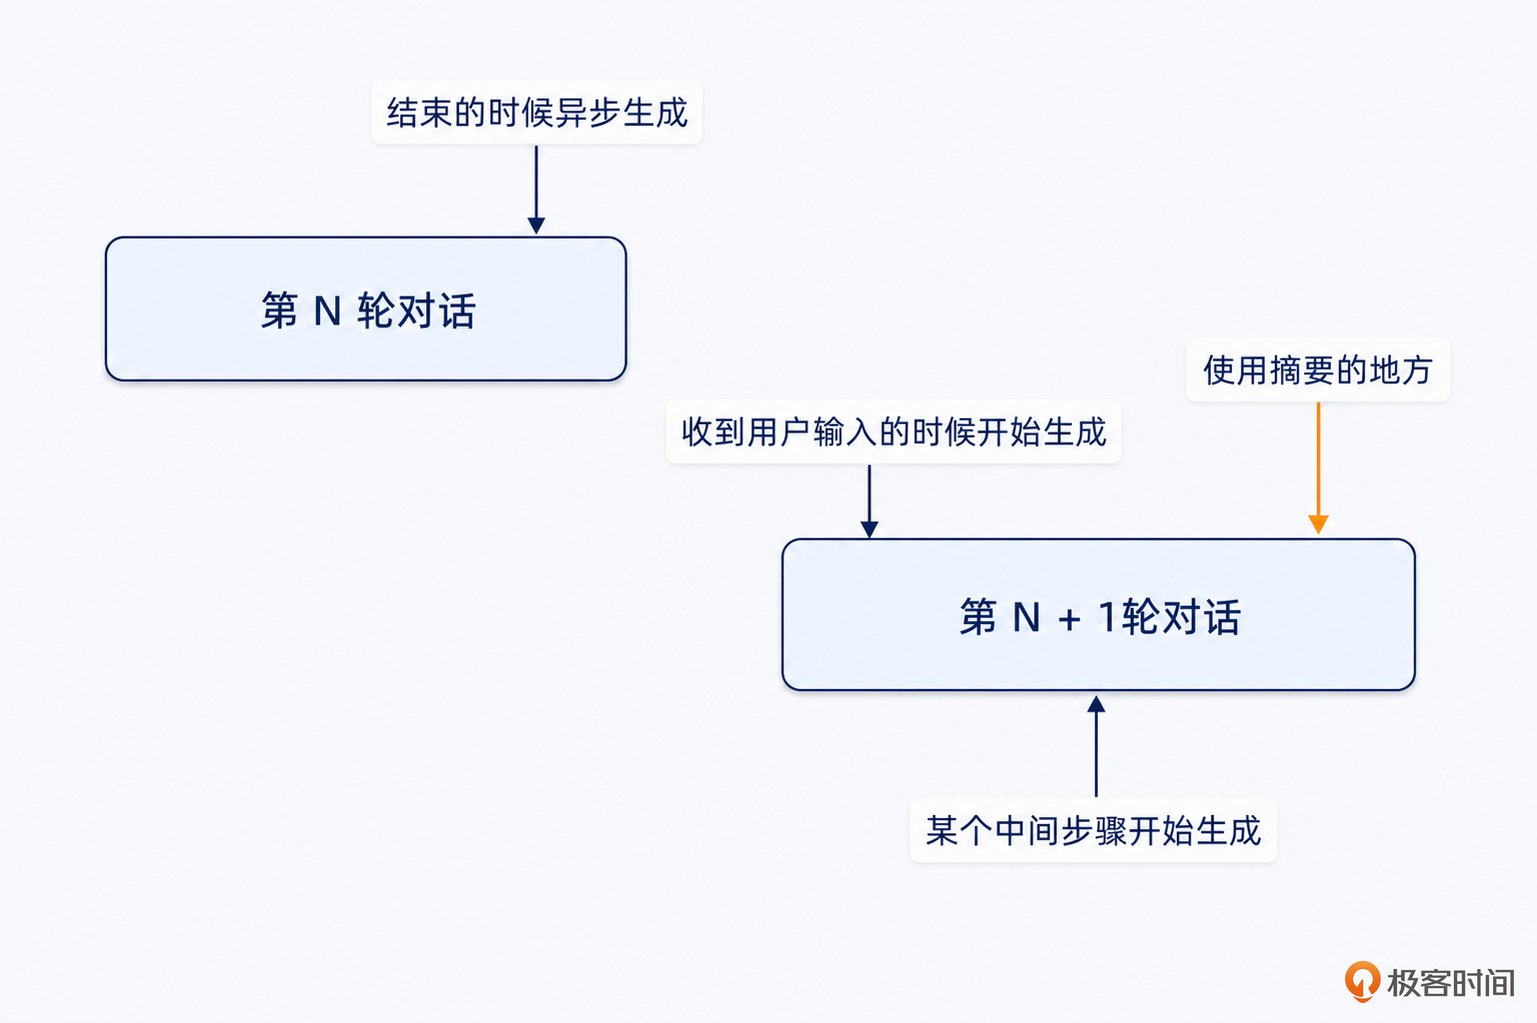 结束的时候异步生成
第 N 轮对话
使用摘要的地方
收到用户输入的时候开始生成
第 N + 1轮对话
某个中间步骤开始生成
极客时间